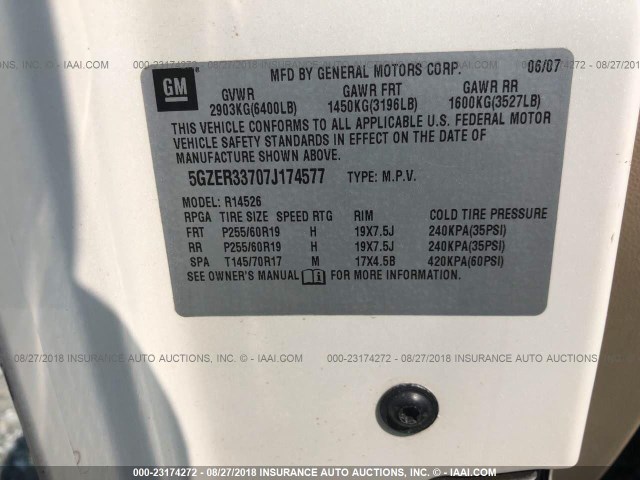 000-23174272 - 08/27/2018 INSURANCE AUTO AUCTIONS, INC. - IAAI.COM
GM
MFD BY GENERAL MOTORS CORP. 06/07
GVWR GAWR FRT GAWR RR
2903KG(6400LB) 1450KG(3196LB) 1600KG(3527LB)
THIS VEHICLE CONFORMS TO ALL APPLICABLE U.S. FEDERAL MOTOR
VEHICLE SAFETY STANDARDS IN EFFECT ON THE DATE OF
MANUFACTURE SHOWN ABOVE.
5GZER33707J174577 TYPE: M.P.V.
MODEL: R14526
RPGA TIRE SIZE SPEED RTG RIM COLD TIRE PRESSURE
FRT P255/60R19 H 19X7.5J 240KPA(35PSI)
RR P255/60R19 H 19X7.5J 240KPA(35PSI)
SPA T145/70R17 M 17X4.5B 420KPA(60PSI)
SEE OWNER'S MANUAL FOR MORE INFORMATION.
000-23174272 - 08/27/2018 INSURANCE AUTO AUCTIONS, INC. - IAAI.COM
000-23174272 - 08/27/2018 INSURANCE AUTO AUCTIONS, INC. - IAAI.COM